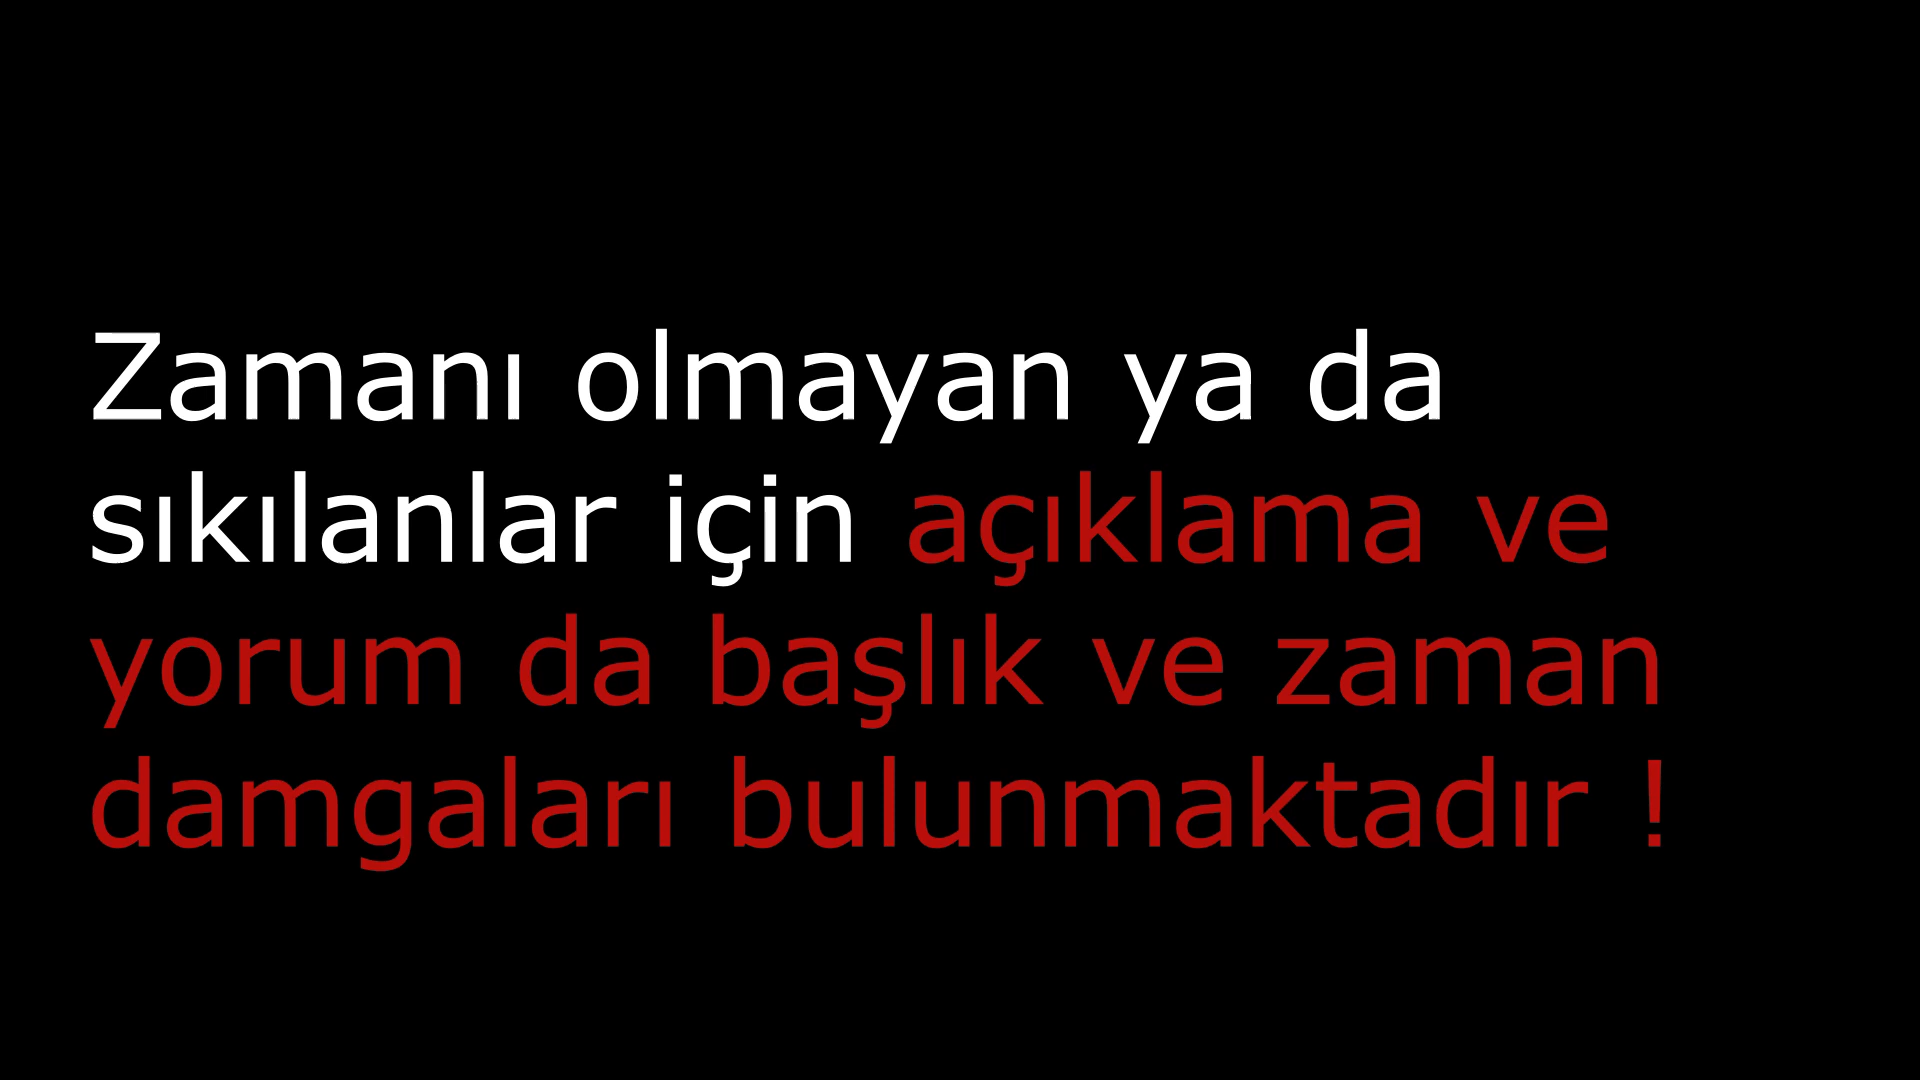 Zamanı olmayan ya da
sıkılanlar için açıklama ve
yorum da başlık ve zaman
damgaları bulunmaktadır !